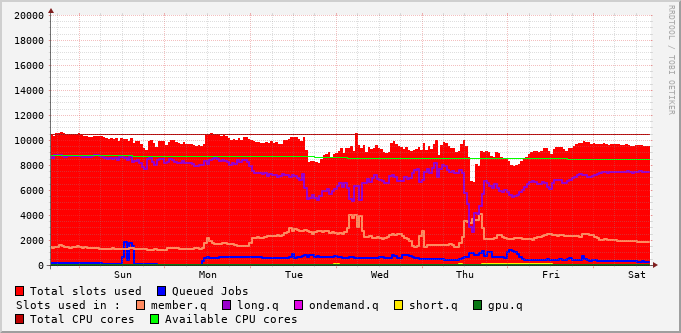 20000
18000
16000
14000
12000
10000
8000
6000
4000
2000
0
Sun Mon Tue Wed Thu Fri Sat
Total slots used Queued Jobs
Slots used in : member.q long.q ondemand.q short.q gpu.q
Total CPU cores Available CPU cores
RRDTOOL / TOBI OETIKER